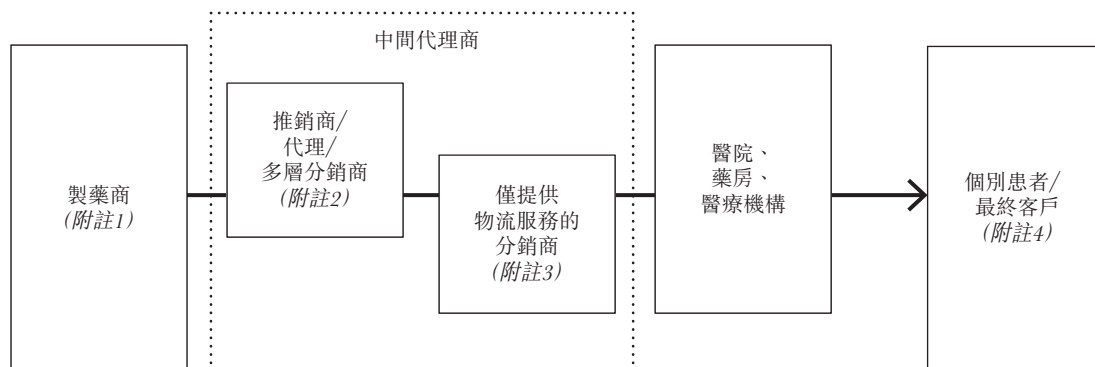 中間代理商
製藥商
(附註1)
推銷商/
代理/
多層分銷商
(附註2)
僅提供
物流服務的
分銷商
(附註3)
醫院、
藥房、
醫療機構
個別患者/
最終客戶
(附註4)